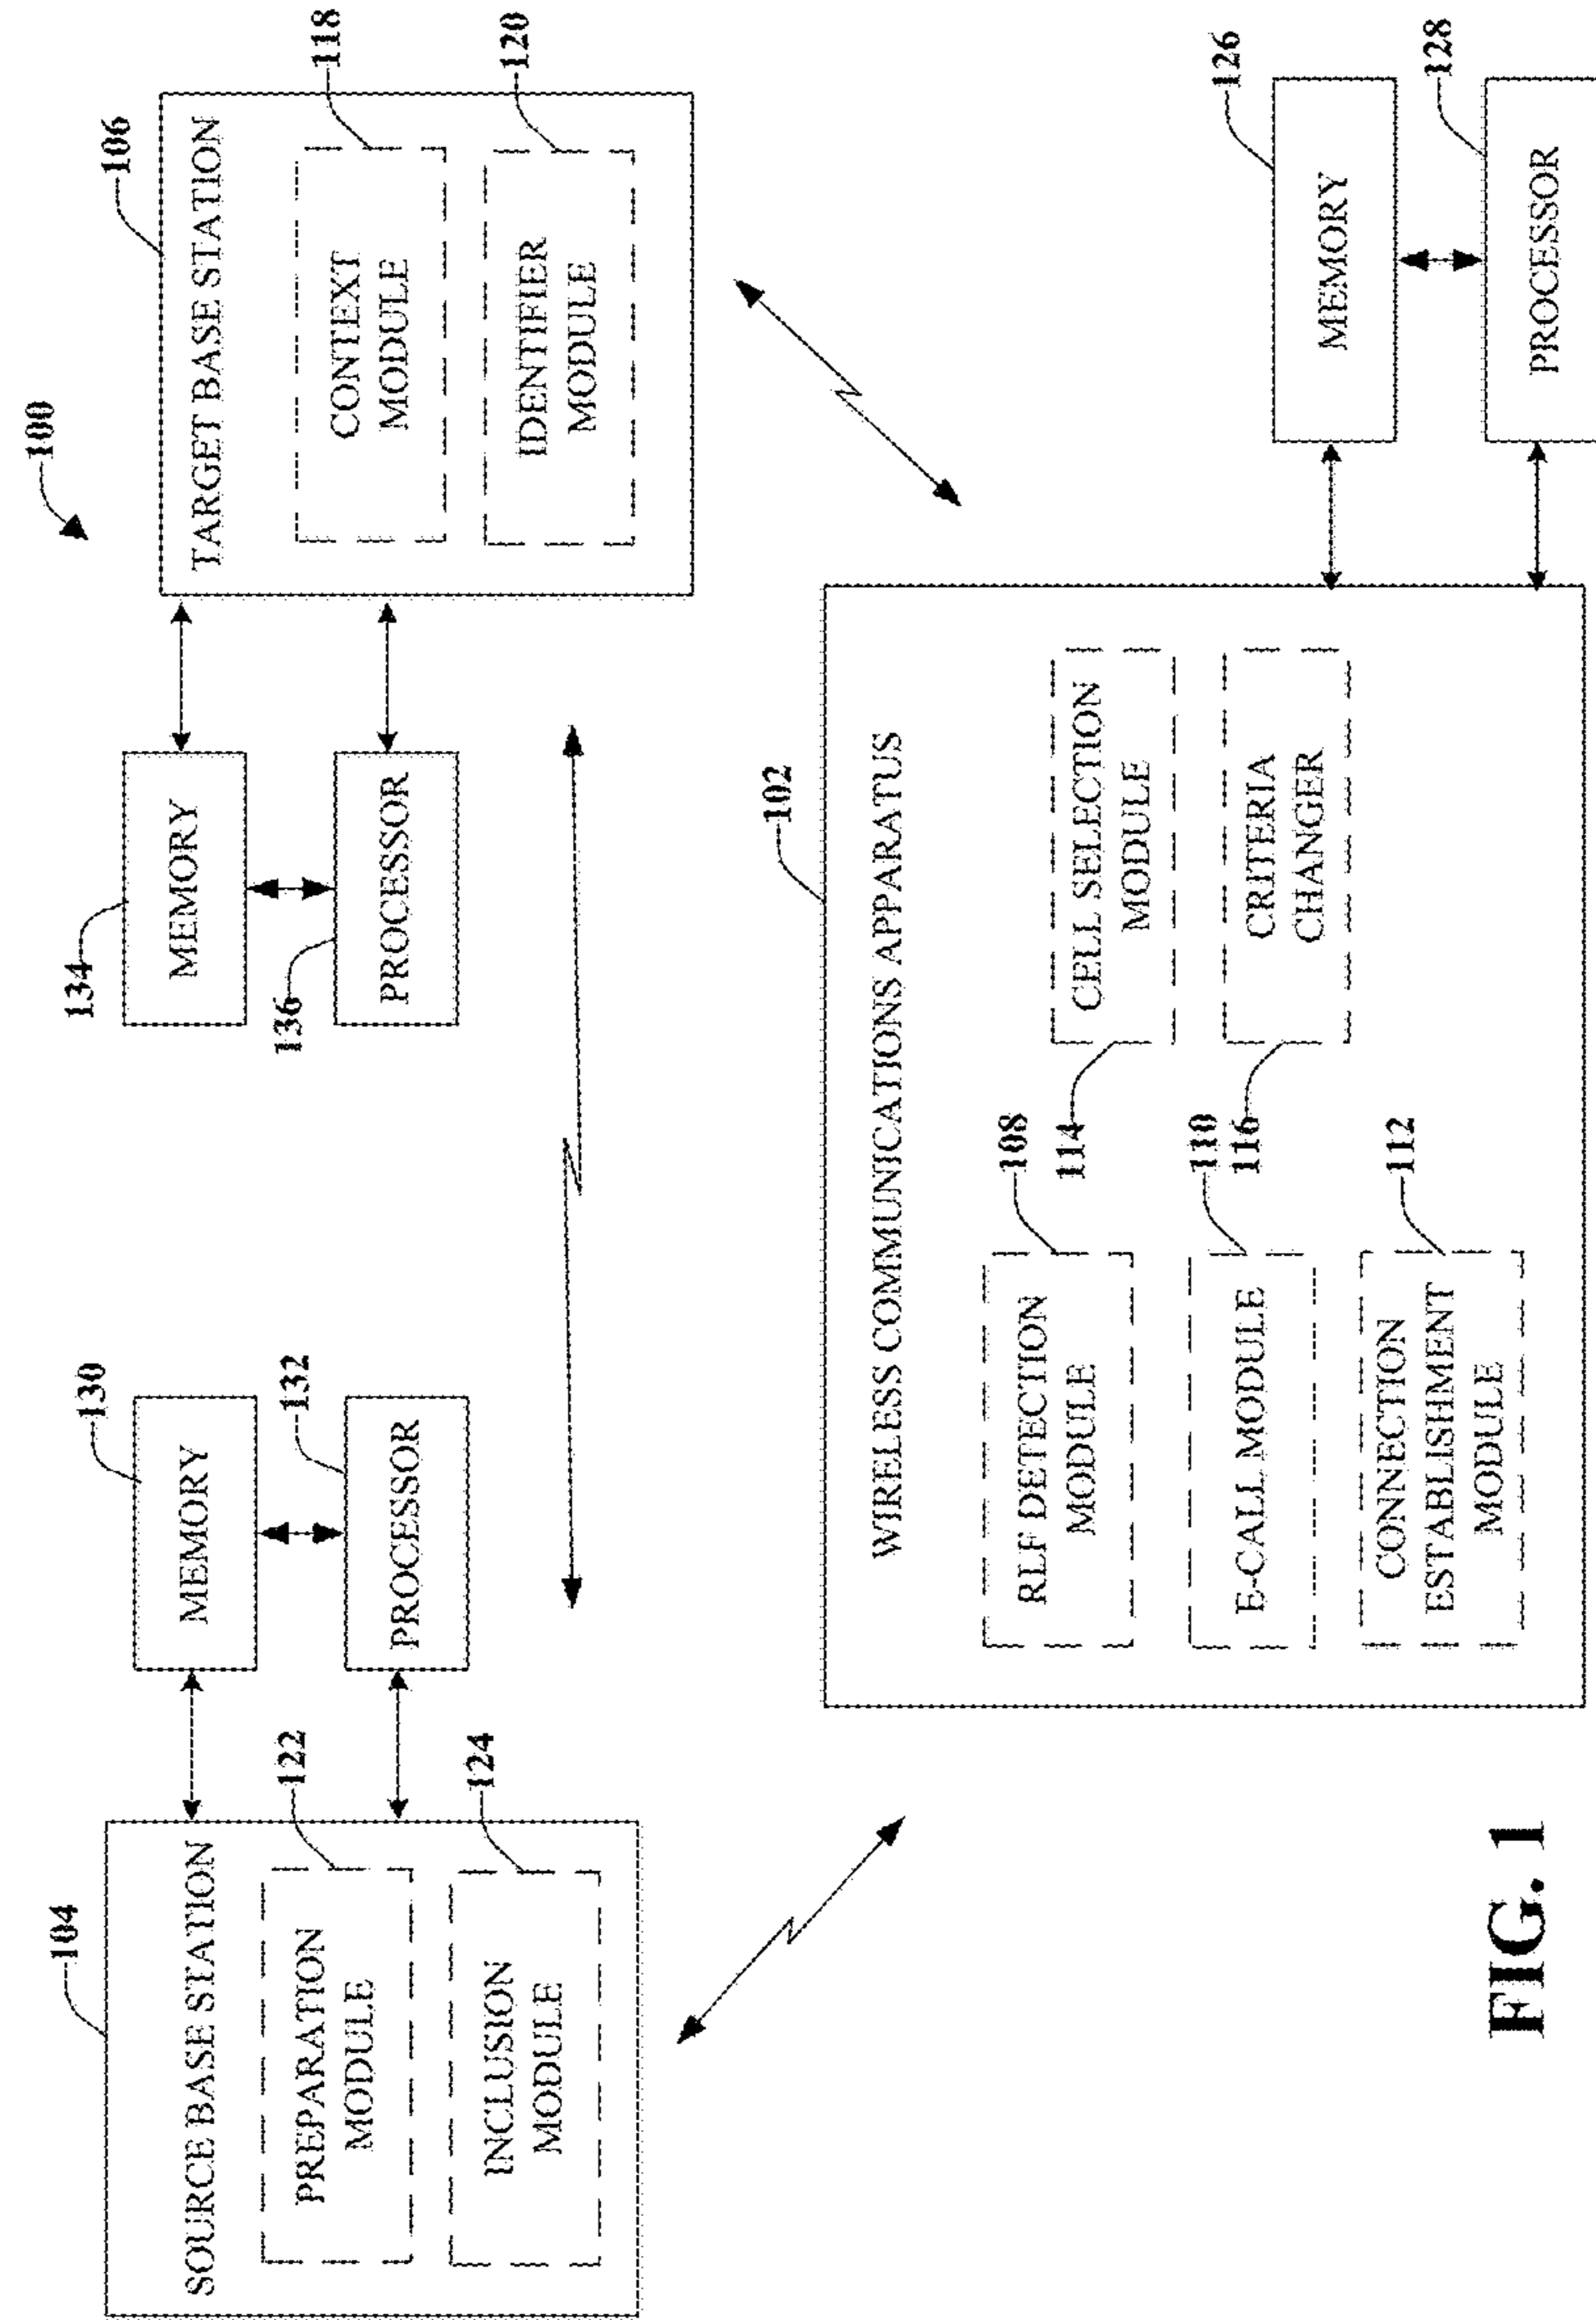 100
104
SOURCE BASE STATION
122
PREPARATION
MODULE
124
INCLUSION
MODULE
130
MEMORY
132
PROCESSOR
134
MEMORY
136
PROCESSOR
106
TARGET BASE STATION
118
CONTEXT
MODULE
120
IDENTIFIER
MODULE
102
WIRELESS COMMUNICATIONS APPARATUS
108
RLF DETECTION
MODULE
110
E-CALL MODULE
112
CONNECTION
ESTABLISHMENT
MODULE
114
CELL SELECTION
MODULE
116
CRITERIA
CHANGER
126
MEMORY
128
PROCESSOR
FIG. 1